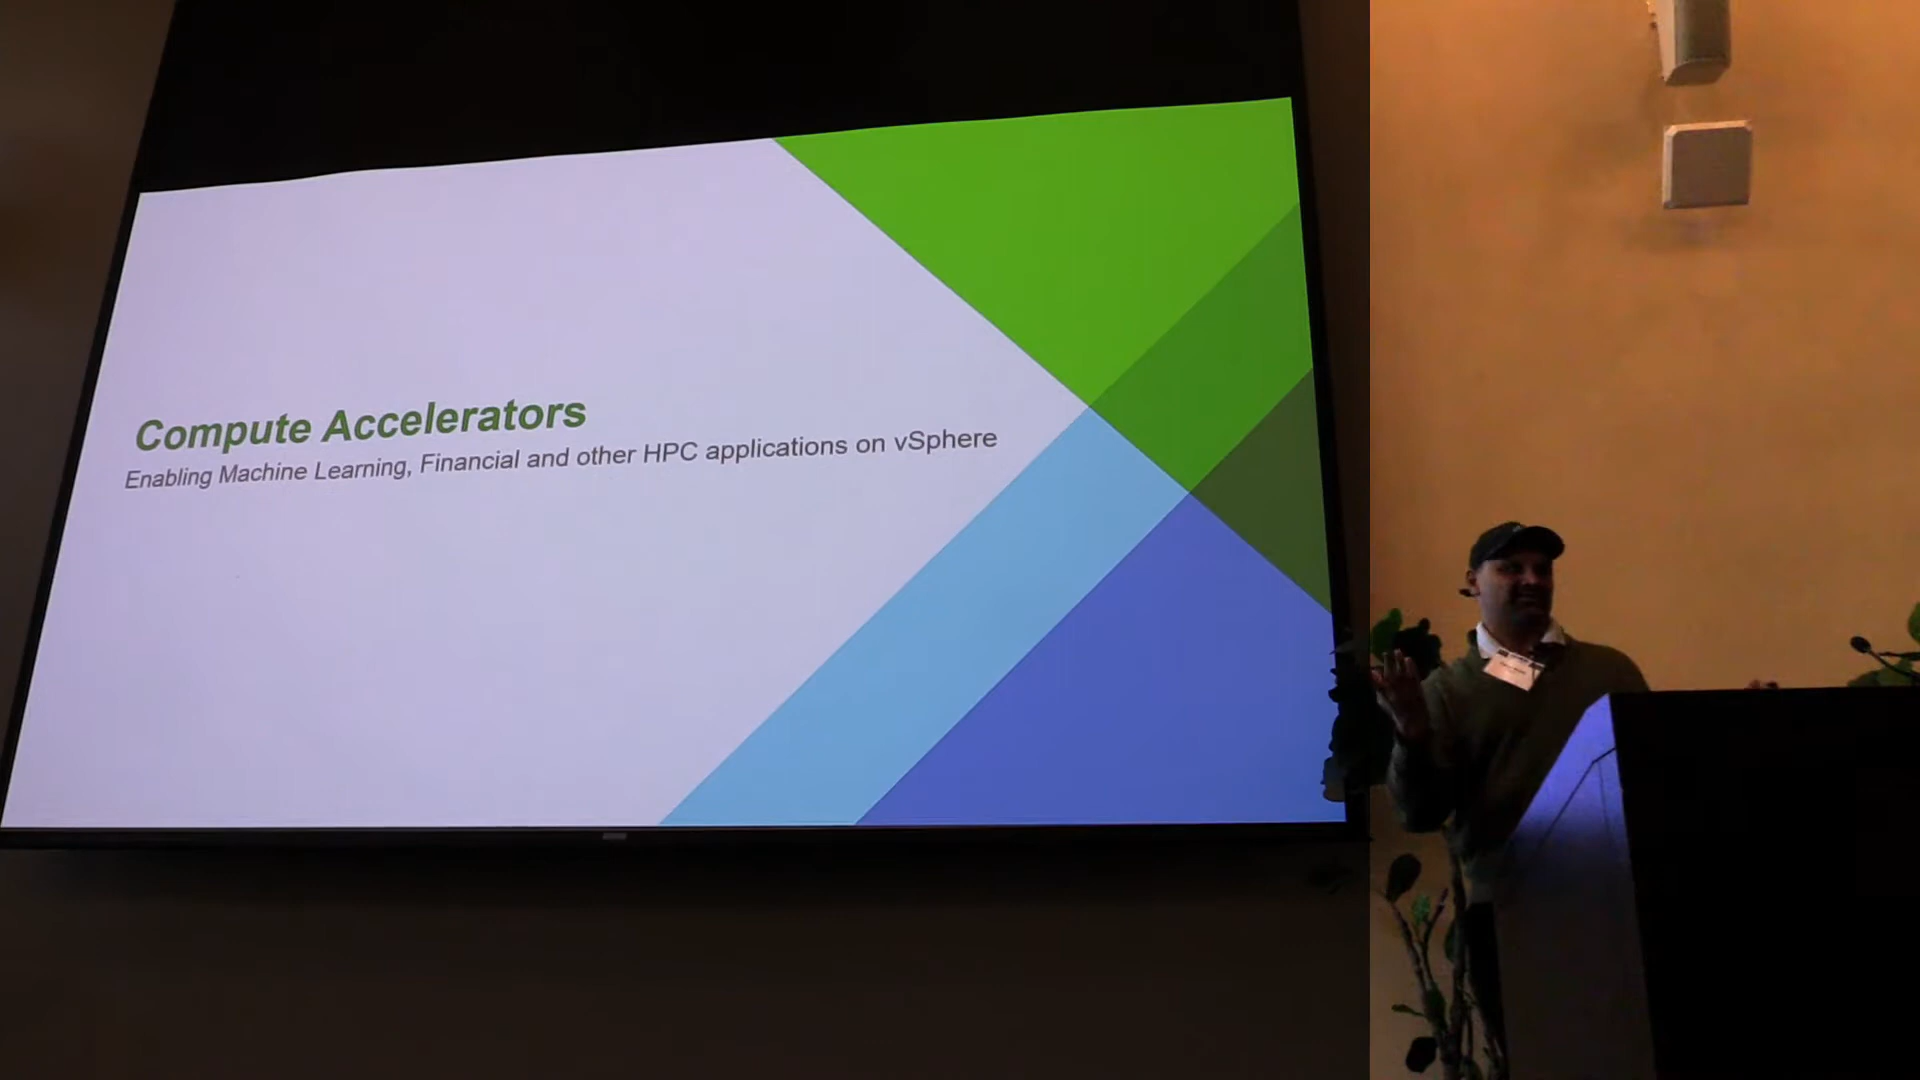 Compute Accelerators
Enabling Machine Learning, Financial and other HPC applications on vSphere